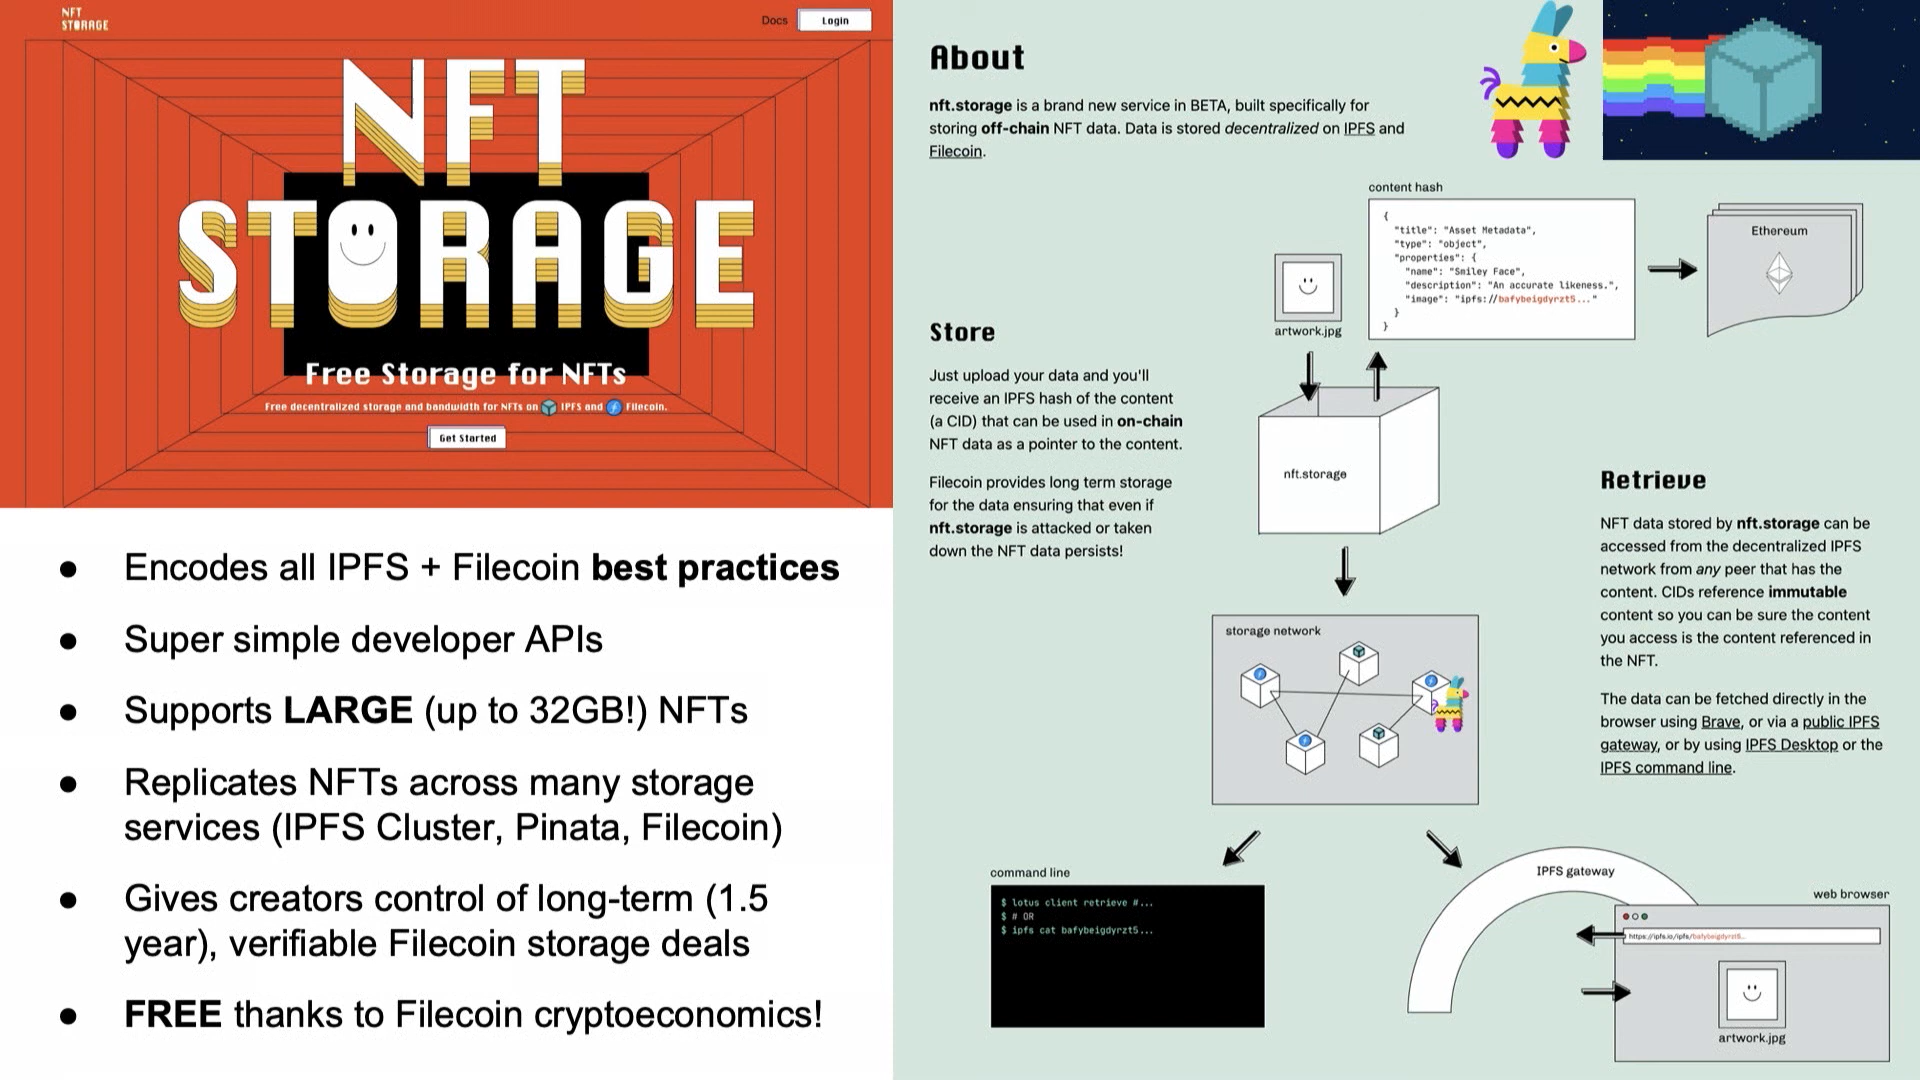 NFT
STORAGE
Docs
Login
NFT
STORAGE
Free Storage for NFTs
Free decentralized storage and bandwidth for NFTs on IPFS and Filecoin.
Get Started
● Encodes all IPFS + Filecoin best practices
● Super simple developer APIs
● Supports LARGE (up to 32GB!) NFTs
● Replicates NFTs across many storage
services (IPFS Cluster, Pinata, Filecoin)
● Gives creators control of long-term (1.5
year), verifiable Filecoin storage deals
● FREE thanks to Filecoin cryptoeconomics!
About
nft.storage is a brand new service in BETA, built specifically for
storing off-chain NFT data. Data is stored decentralized on IPFS and
Filecoin.
content hash
{
"title": "Asset Metadata",
"type": "object",
"properties": {
"name": "Smiley Face",
"description": "An accurate likeness.",
"image": "ipfs://bafybeigdyrzt5..."
}
}
Ethereum
artwork.jpg
Store
Just upload your data and you'll
receive an IPFS hash of the content
(a CID) that can be used in on-chain
NFT data as a pointer to the content.
Filecoin provides long term storage
for the data ensuring that even if
nft.storage is attacked or taken
down the NFT data persists!
nft.storage
Retrieve
NFT data stored by nft.storage can be
accessed from the decentralized IPFS
network from any peer that has the
content. CIDs reference immutable
content so you can be sure the content
you access is the content referenced in
the NFT.
The data can be fetched directly in the
browser using Brave, or via a public IPFS
gateway, or by using IPFS Desktop or the
IPFS command line.
storage network
command line
$ lotus client retrieve #...
$ # OR
$ ipfs cat bafybeigdyrzt5...
IPFS gateway
web browser
https://ipfs.io/ipfs/bafybeigdyrzt5...
artwork.jpg